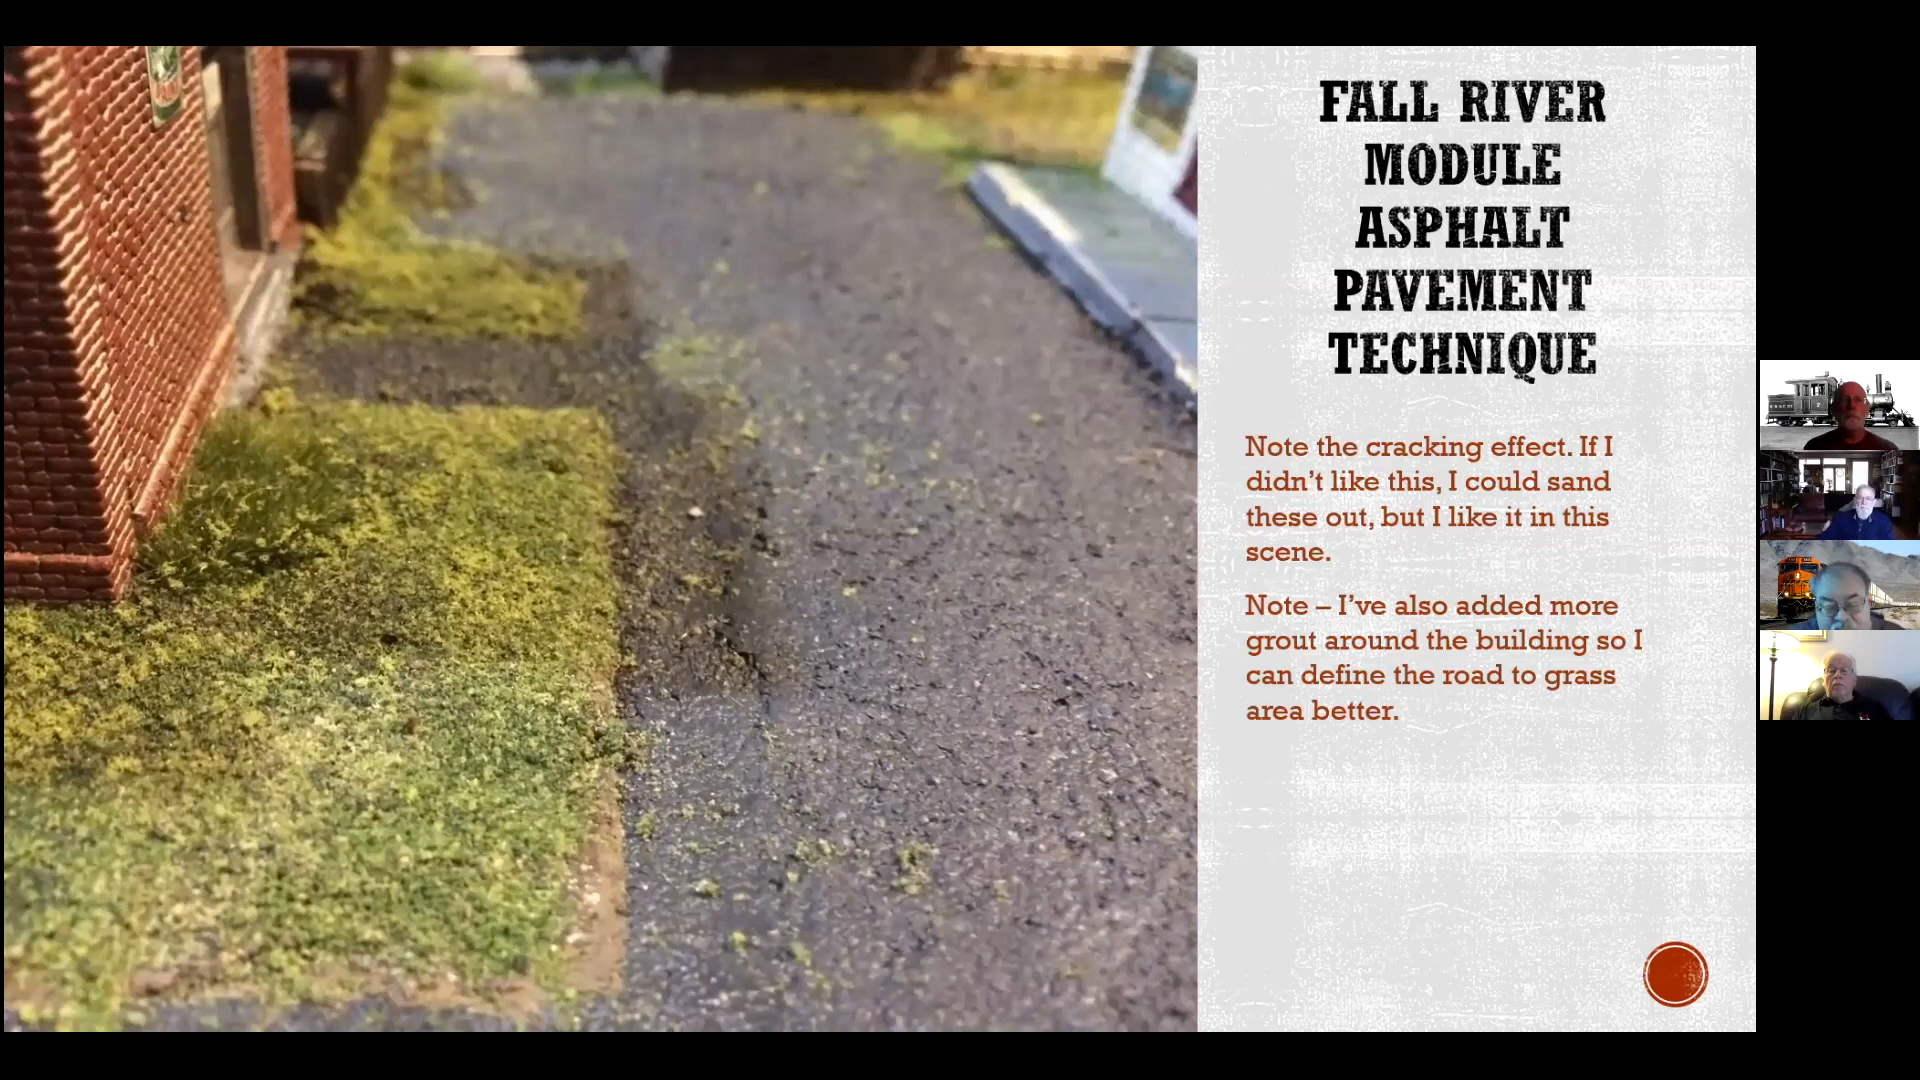 FALL RIVER
MODULE
ASPHALT
PAVEMENT
TECHNIQUE
Note the cracking effect. If I
didn’t like this, I could sand
these out, but I like it in this
scene.
Note – I’ve also added more
grout around the building so I
can define the road to grass
area better.